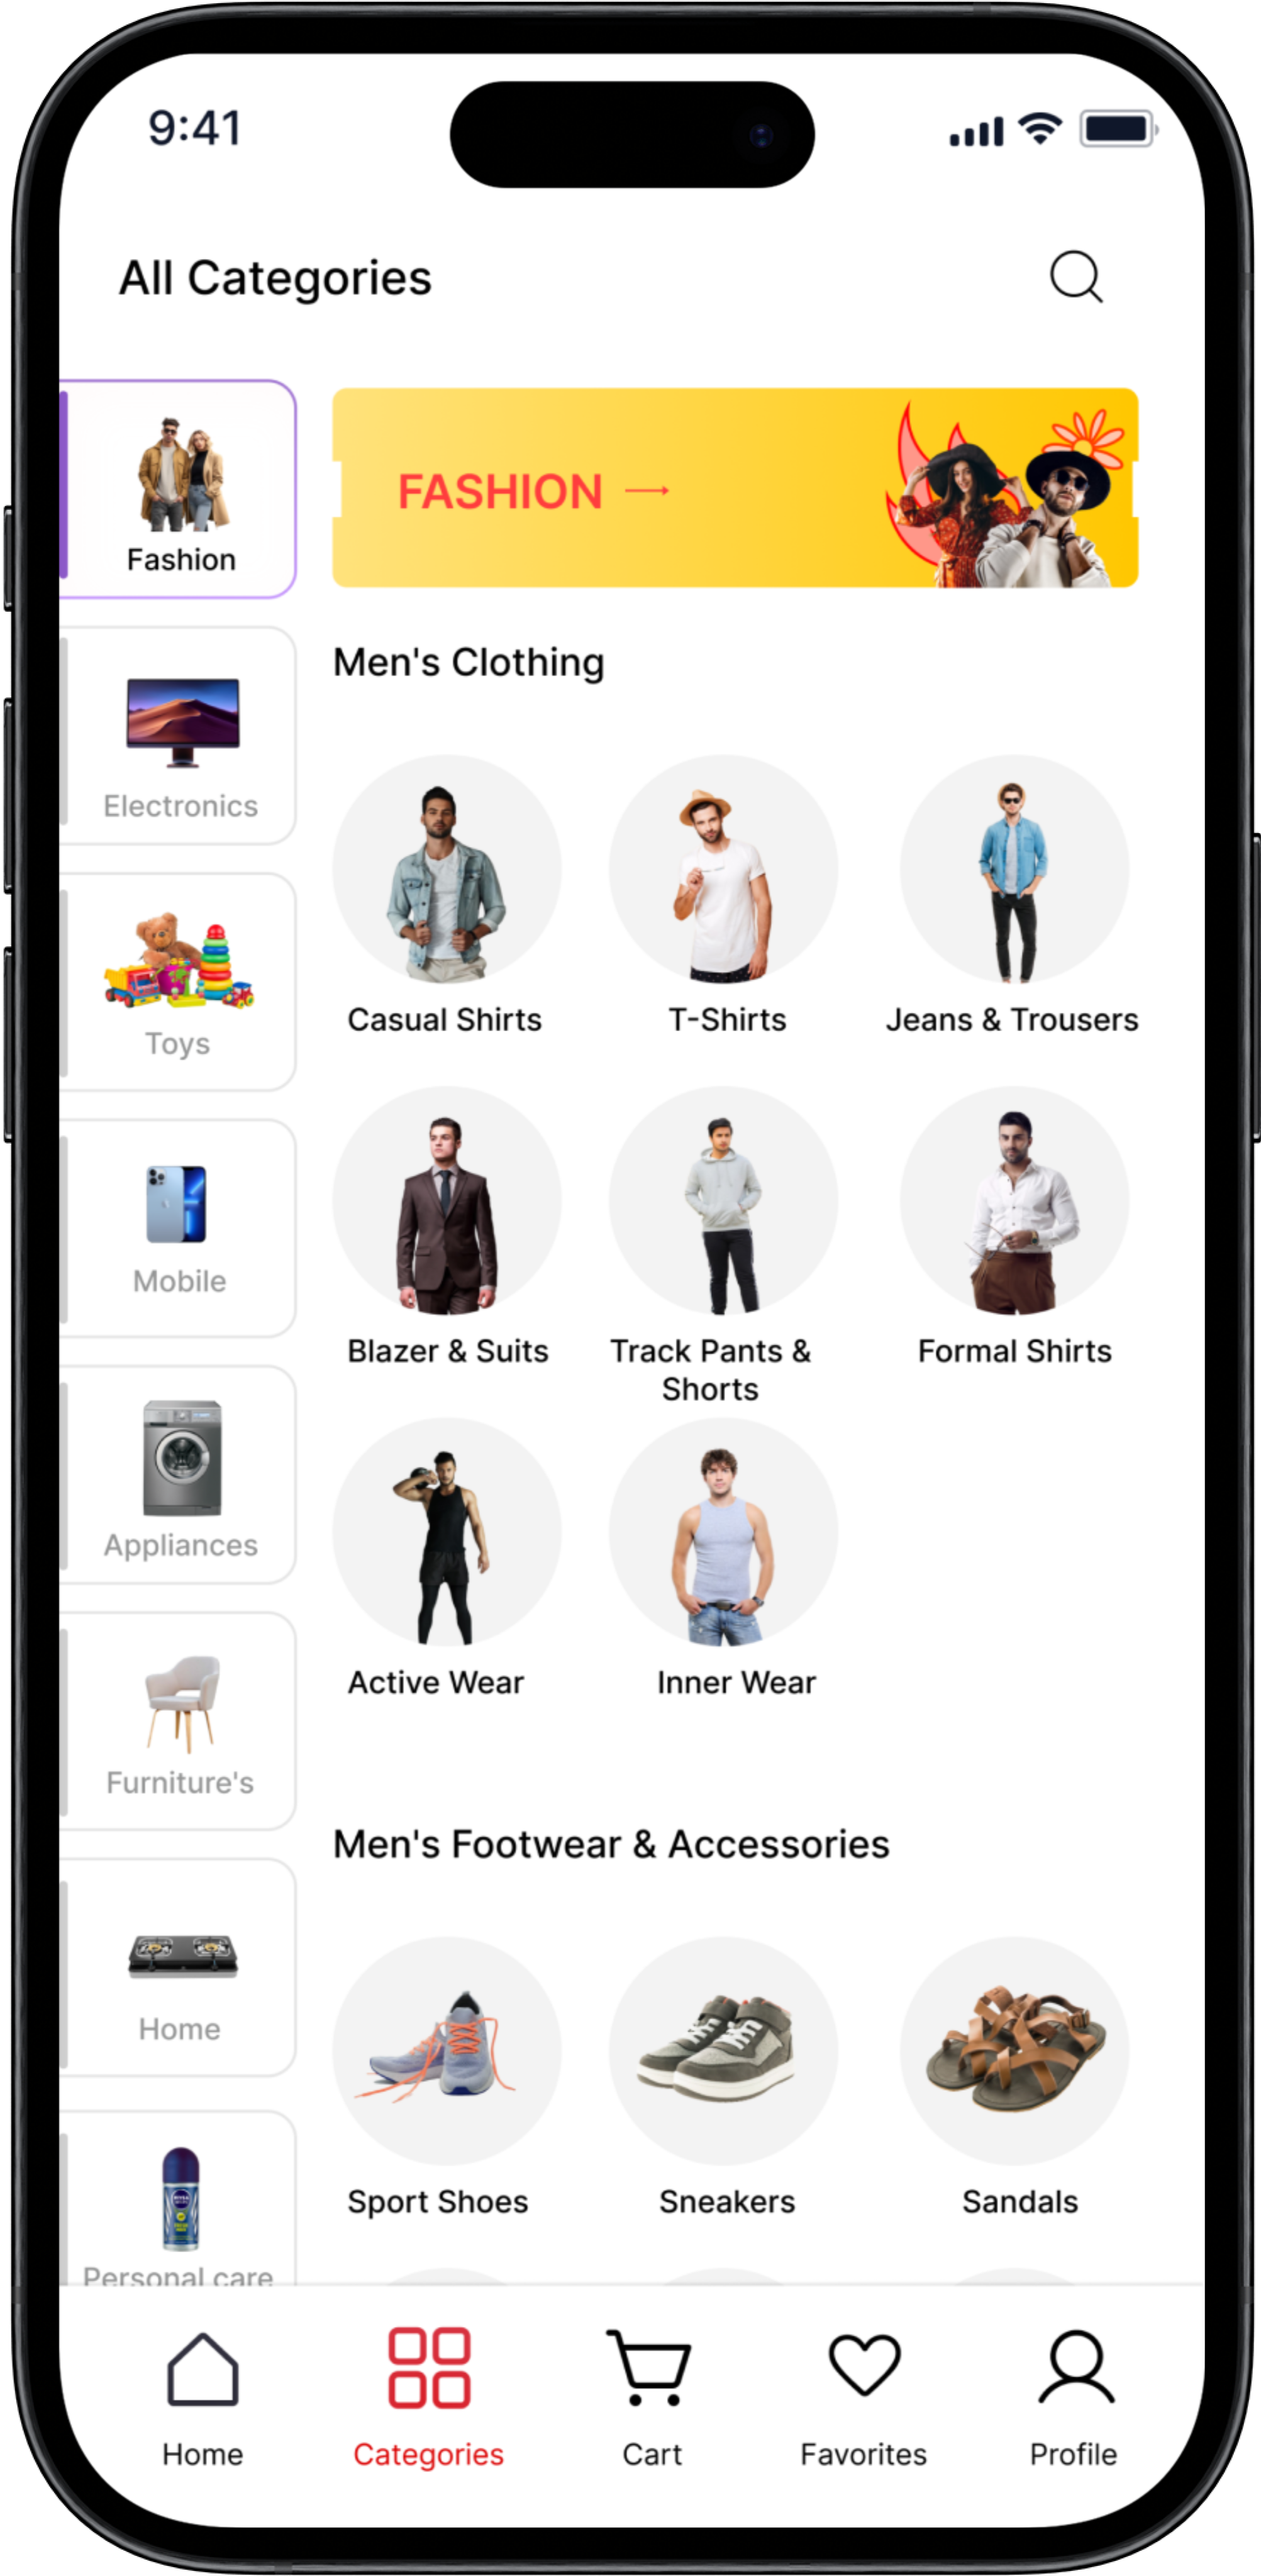 9:41
All Categories
Fashion
Electronics
Toys
Mobile
Appliances
Furniture's
Home
Personal care
FASHION →
Men's Clothing
Casual Shirts
T-Shirts
Jeans & Trousers
Blazer & Suits
Track Pants &
Shorts
Formal Shirts
Active Wear
Inner Wear
Men's Footwear & Accessories
Sport Shoes
Sneakers
Sandals
Home
Categories
Cart
Favorites
Profile